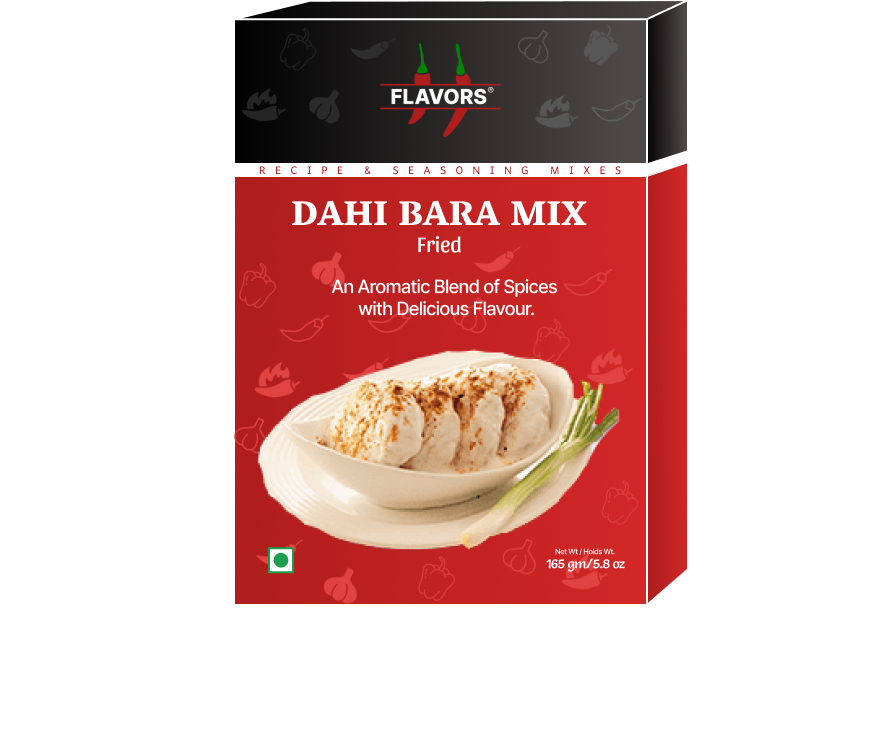 FLAVORS®
RECIPE & SEASONING MIXES
DAHI BARA MIX
Fried
An Aromatic Blend of Spices
with Delicious Flavour.
Net Wt / Holds Wt.
165 gm/5.8 oz